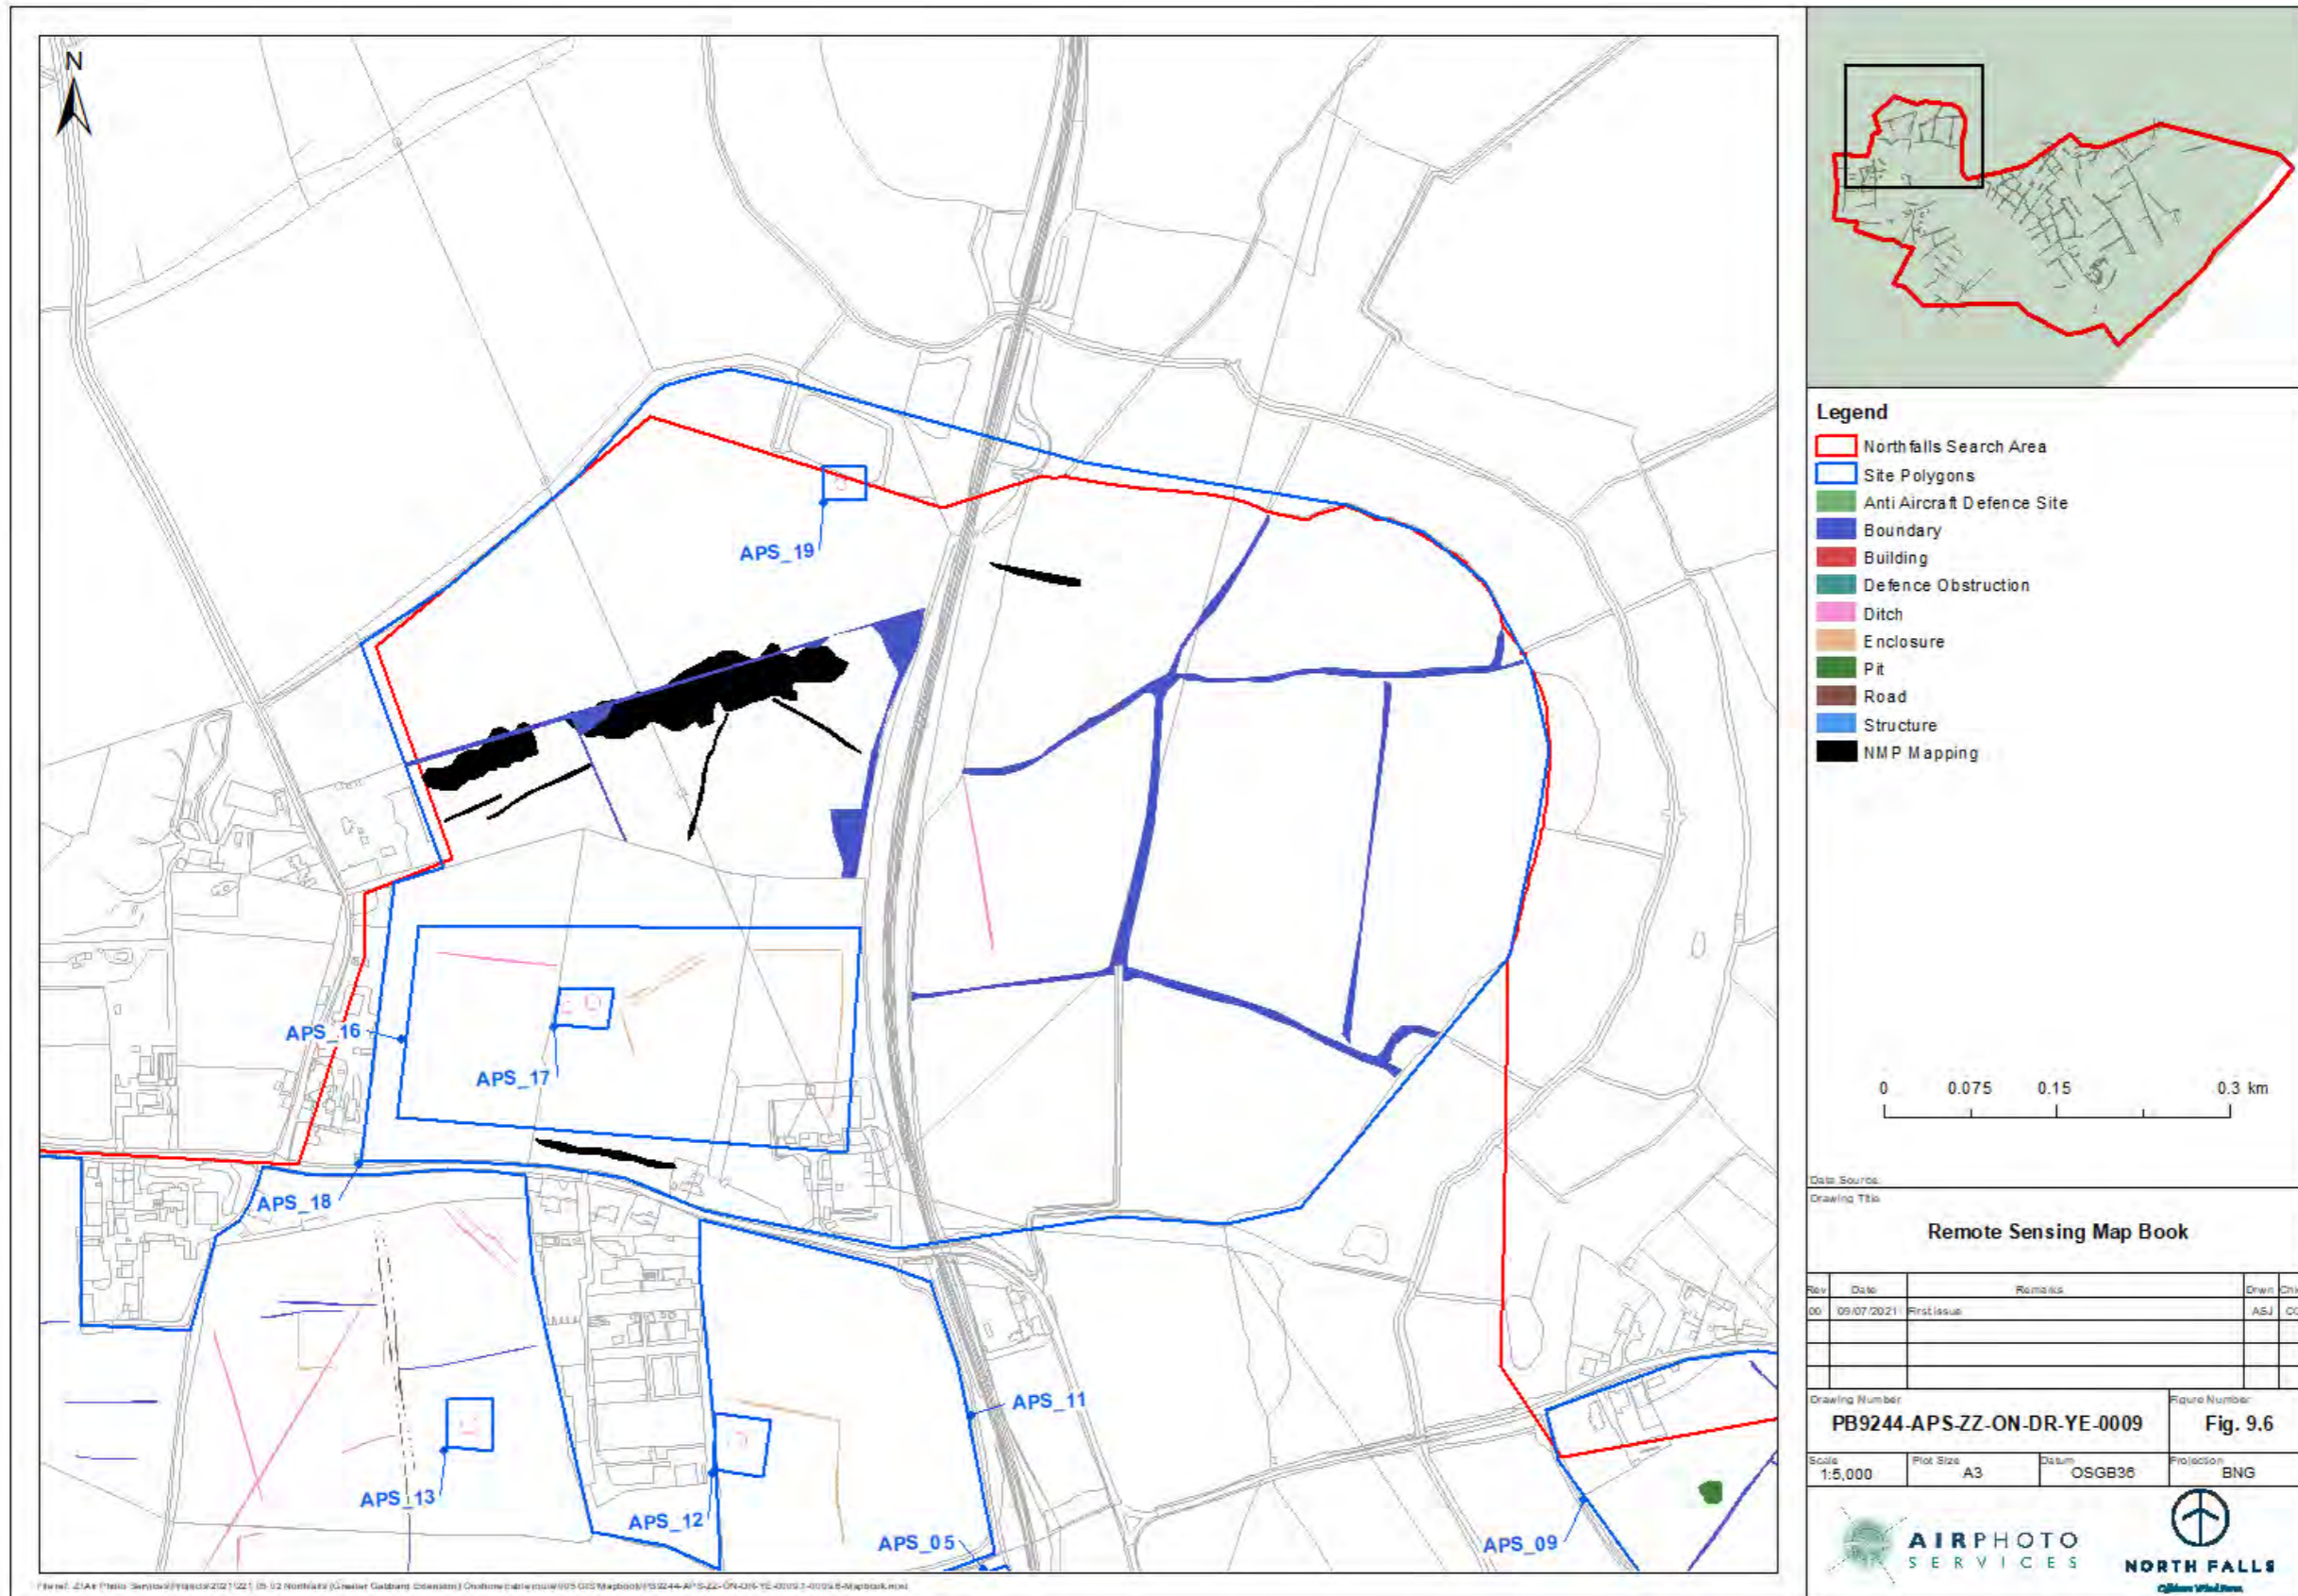 N
APS_19
APS_16
APS_17
APS_18
APS_11
APS_13
APS_12
APS_05
APS_09
Legend
Northfalls Search Area
Site Polygons
Anti Aircraft Defence Site
Boundary
Building
Defence Obstruction
Ditch
Enclosure
Pit
Road
Structure
NMP Mapping
0 0.075 0.15 0.3 km
Data Source
Drawing Title
Remote Sensing Map Book
Rev Date Remarks Drwn
00 09/07/2021 First issue ASJ
Drawing Number Figure Number
PB9244-APS-ZZ-ON-DR-YE-0009 Fig. 9.6
Scale Plot Size Datum Projection
1:5,000 A3 OSGB36 BNG
AIRPHOTO
SERVICES
NORTH FALLS
Offshore Wind Farm